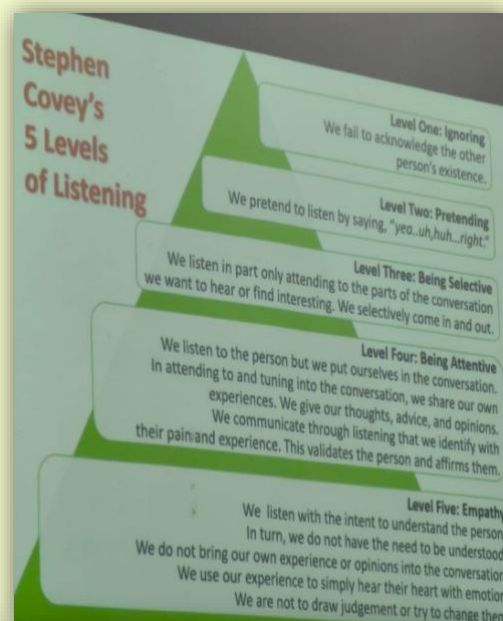 Stephen
Covey's
5 Levels
of Listening
Level One: Ignoring
We fail to acknowledge the other
person's existence.
Level Two: Pretending
We pretend to listen by saying, "yea..uh,huh...right."
Level Three: Being Selective
We listen in part only attending to the parts of the conversation
we want to hear or find interesting. We selectively come in and out.
Level Four: Being Attentive
We listen to the person but we put ourselves in the conversation.
In attending to and tuning into the conversation, we share our own
experiences. We give our thoughts, advice, and opinions.
We communicate through listening that we identify with
their pain and experience. This validates the person and affirms them.
Level Five: Empathy
We listen with the intent to understand the person
In turn, we do not have the need to be understood
We do not bring our own experience or opinions into the conversation
We use our experience to simply hear their heart with emotion
We are not to draw judgement or try to change them